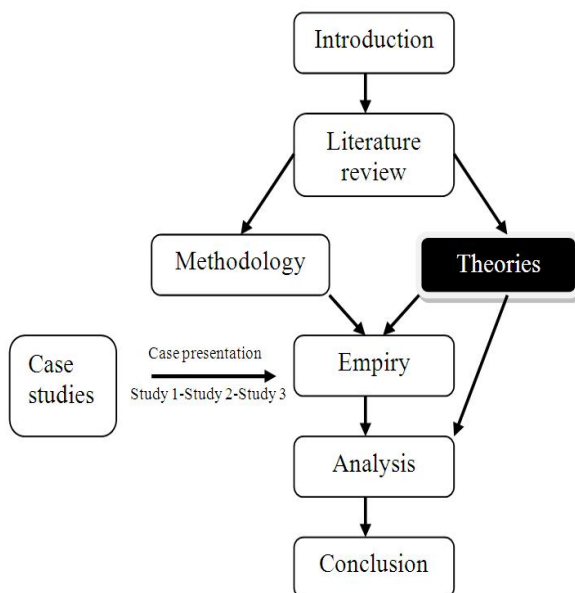 Introduction
Literature
review
Methodology
Theories
Case
studies
Case presentation
Study 1-Study 2-Study 3
Empiry
Analysis
Conclusion